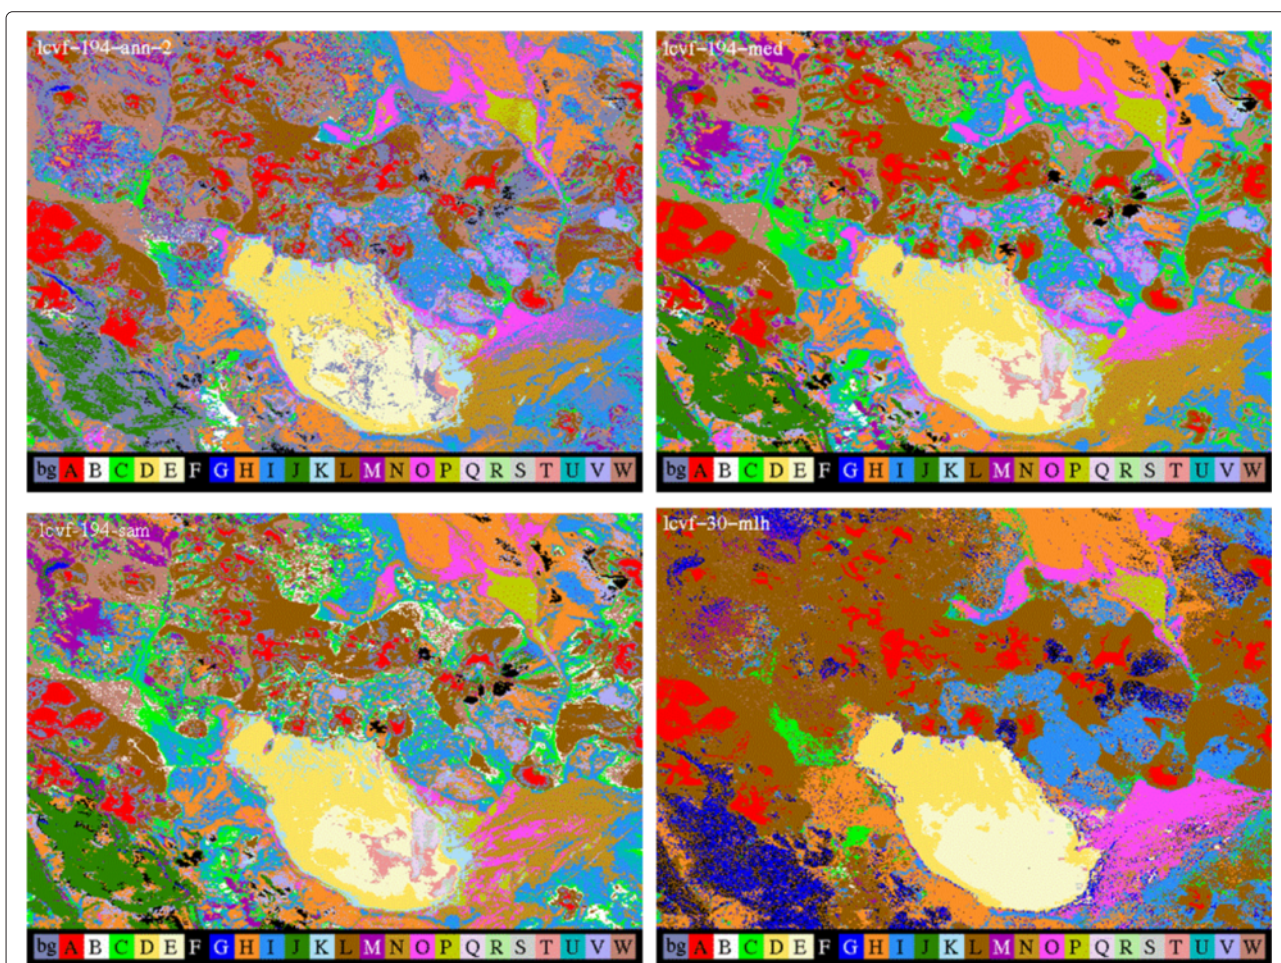 lcvf-194-ann-2
lcvf-194-med
bg A B C D E F G H I J K L M N O P Q R S T U V W
bg A B C D E F G H I J K L M N O P Q R S T U V W
lcvf-194-sam
lcvf-30-mlh
bg A B C D E F G H I J K L M N O P Q R S T U V W
bg A B C D E F G H I J K L M N O P Q R S T U V W